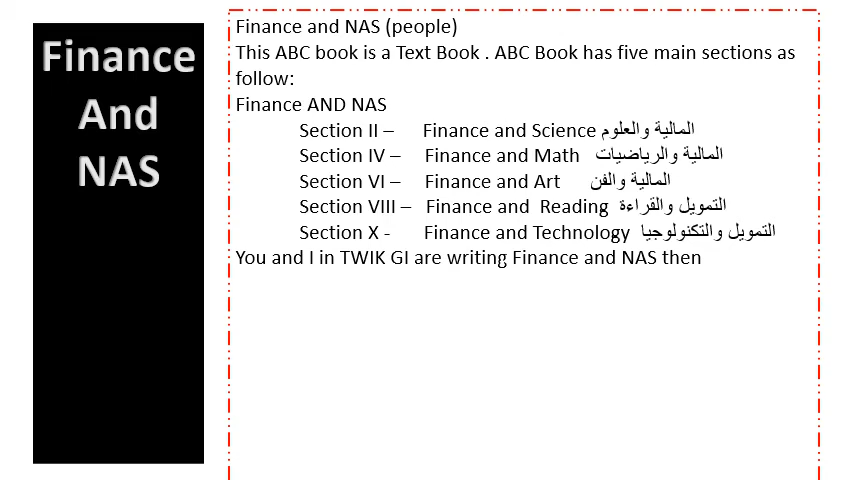 Finance
And
NAS
Finance and NAS (people)
This ABC book is a Text Book . ABC Book has five main sections as
follow:
Finance AND NAS
Section II – Finance and Science المالية والعلوم
Section IV – Finance and Math المالية والرياضيات
Section VI – Finance and Art المالية والفن
Section VIII – Finance and Reading التمويل والقراءة
Section X - Finance and Technology التمويل والتكنولوجيا
You and I in TWIK GI are writing Finance and NAS then